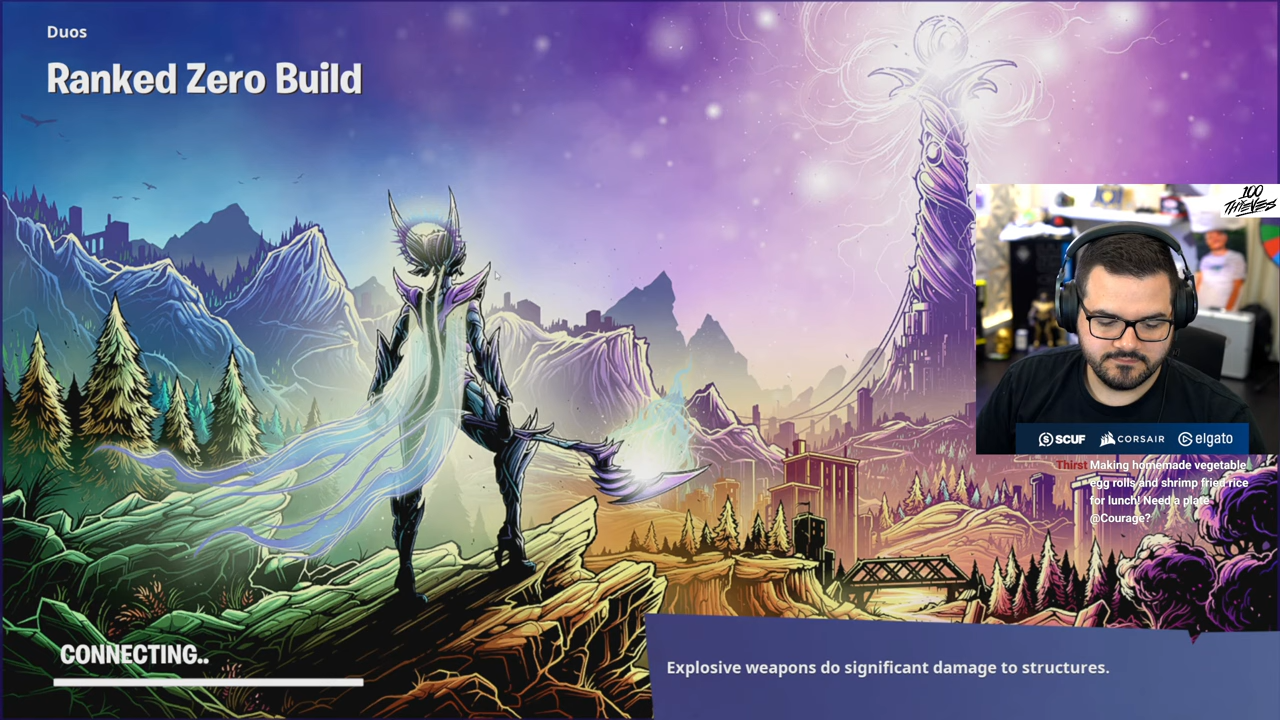 Duos
Ranked Zero Build
100
THIEVES
SCUF CORSAIR elgato
Thirst Making homemade vegetable
egg rolls and shrimp fried rice
for lunch! Need a plate
@Courage?
CONNECTING..
Explosive weapons do significant damage to structures.